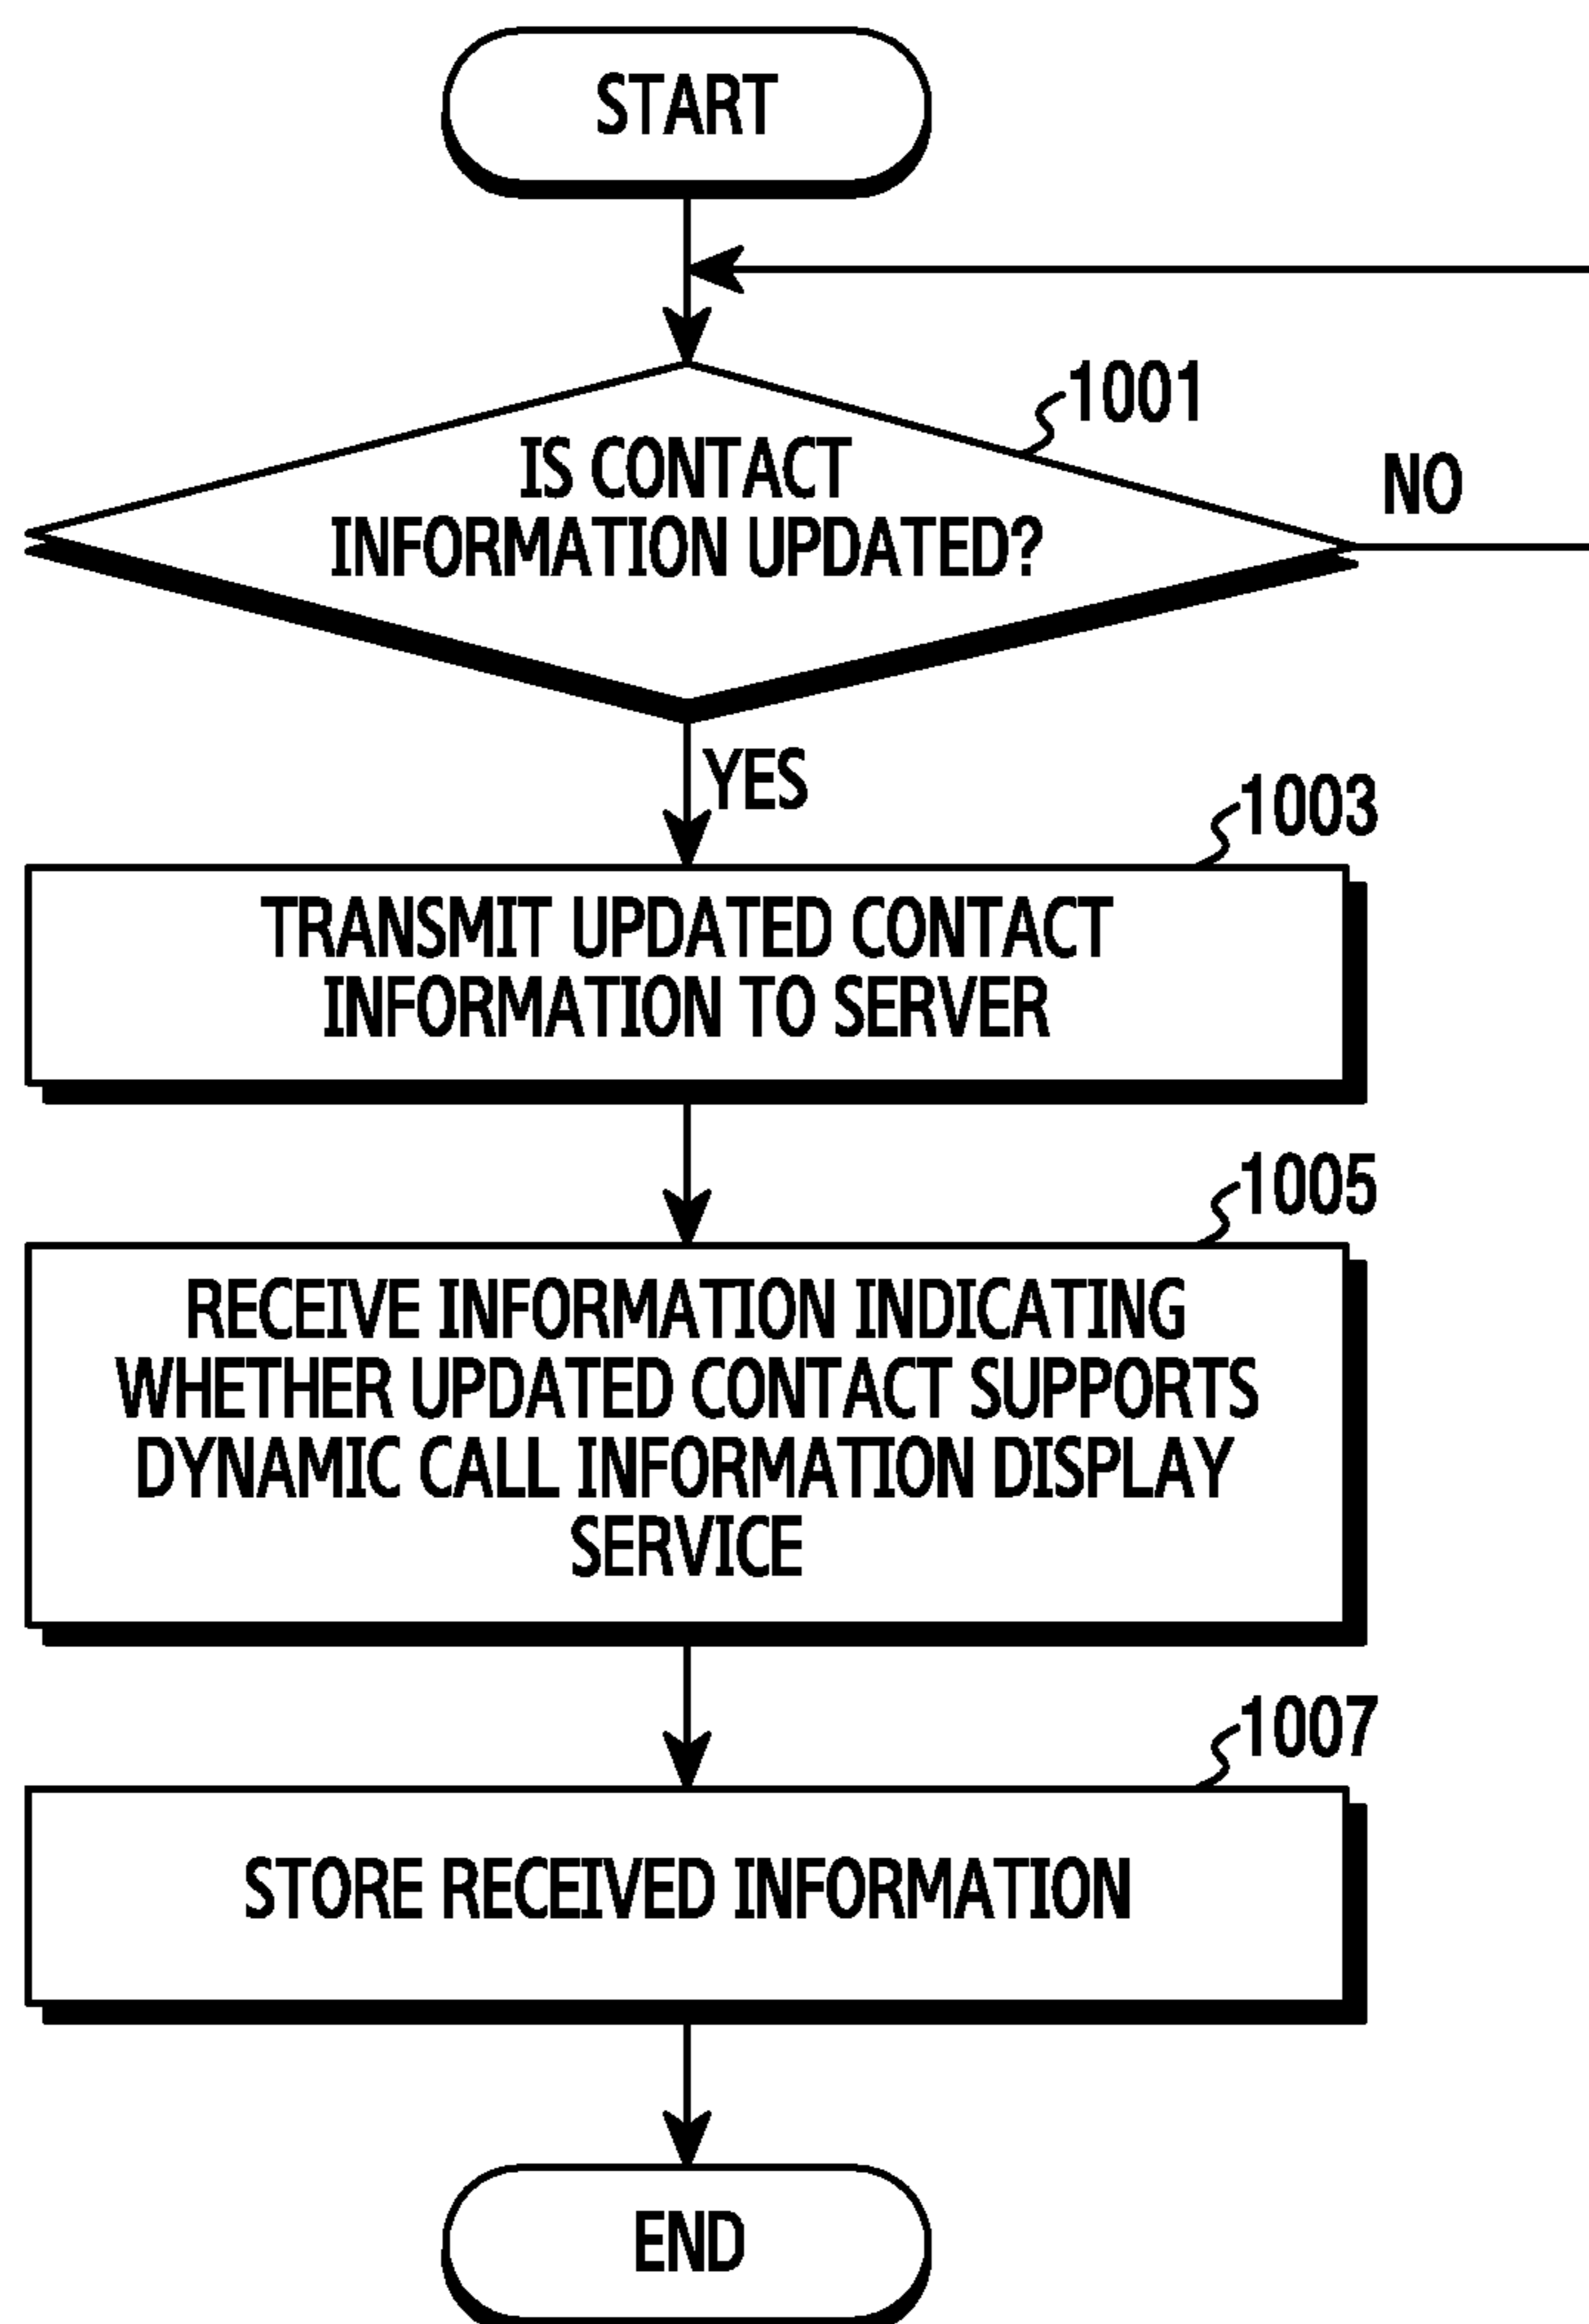 START
1001
IS CONTACT
INFORMATION UPDATED?
NO
YES
1003
TRANSMIT UPDATED CONTACT
INFORMATION TO SERVER
1005
RECEIVE INFORMATION INDICATING
WHETHER UPDATED CONTACT SUPPORTS
DYNAMIC CALL INFORMATION DISPLAY
SERVICE
1007
STORE RECEIVED INFORMATION
END